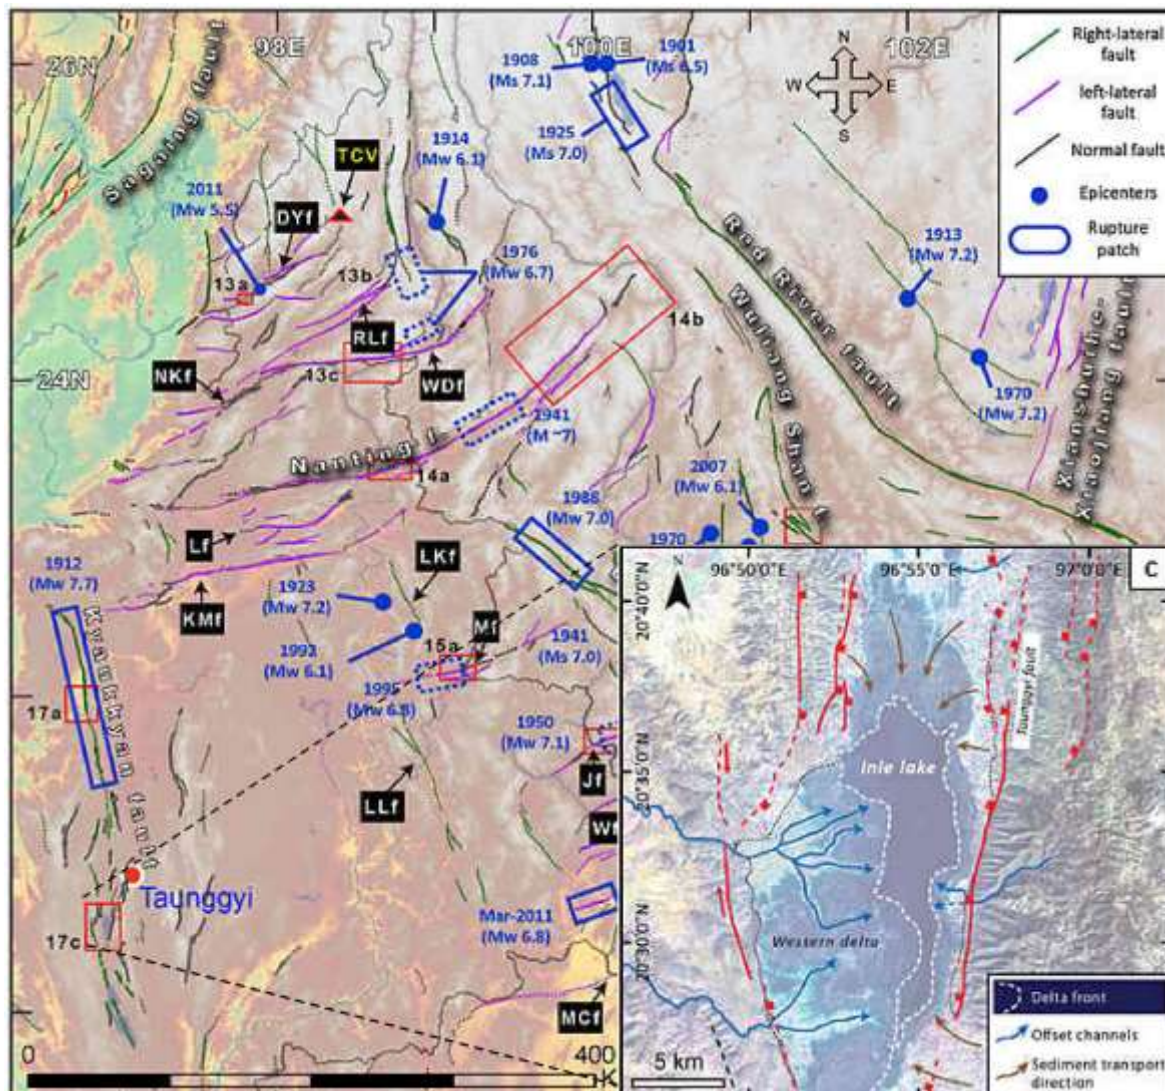 26N
98E
100E
102E
1908
(Ms 7.1)
1901
(Ms 6.5)
N
W
E
S
Right-lateral
fault
left-lateral
fault
Normal fault
Epicenters
Rupture
patch
Sagaing fault
TCV
1914
(Mw 6.1)
1925
(Ms 7.0)
2011
(Mw 5.5)
DYf
13a
13b
1976
(Mw 6.7)
Red River fault
1913
(Mw 7.2)
RLf
14b
Wuliang Shan f
24N
NKf
13c
WDf
1970
(Mw 7.2)
Xianshuihe-
Xiaojiang fault
1941
(M ~7)
Nanting f.
14a
2007
(Mw 6.1)
1988
(Mw 7.0)
1970
Lf
LKf
1912
(Mw 7.7)
1923
(Mw 7.2)
KMf
Mf
15a
1941
(Ms 7.0)
1992
(Mw 6.1)
1995
(Mw 6.8)
Kyaukkyan fault
17a
1950
(Mw 7.1)
Jf
LLf
Wf
Taunggyi
Mar-2011
(Mw 6.8)
17c
MCf
0
400
C
N
96°50'0"E
96°55'0"E
97°0'0"E
20°40'0"N
Taunggyi fault
Inle lake
20°35'0"N
20°30'0"N
Western delta
Delta front
Offset channels
Sediment transport
direction
5 km